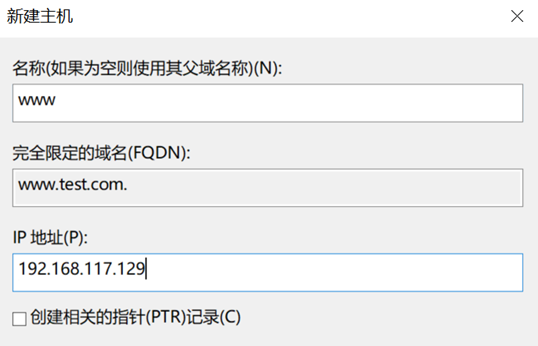 新建主机
名称(如果为空则使用其父域名称)(N):
www
完全限定的域名(FQDN):
www.test.com.
IP 地址(P):
192.168.117.129
创建相关的指针(PTR)记录(C)